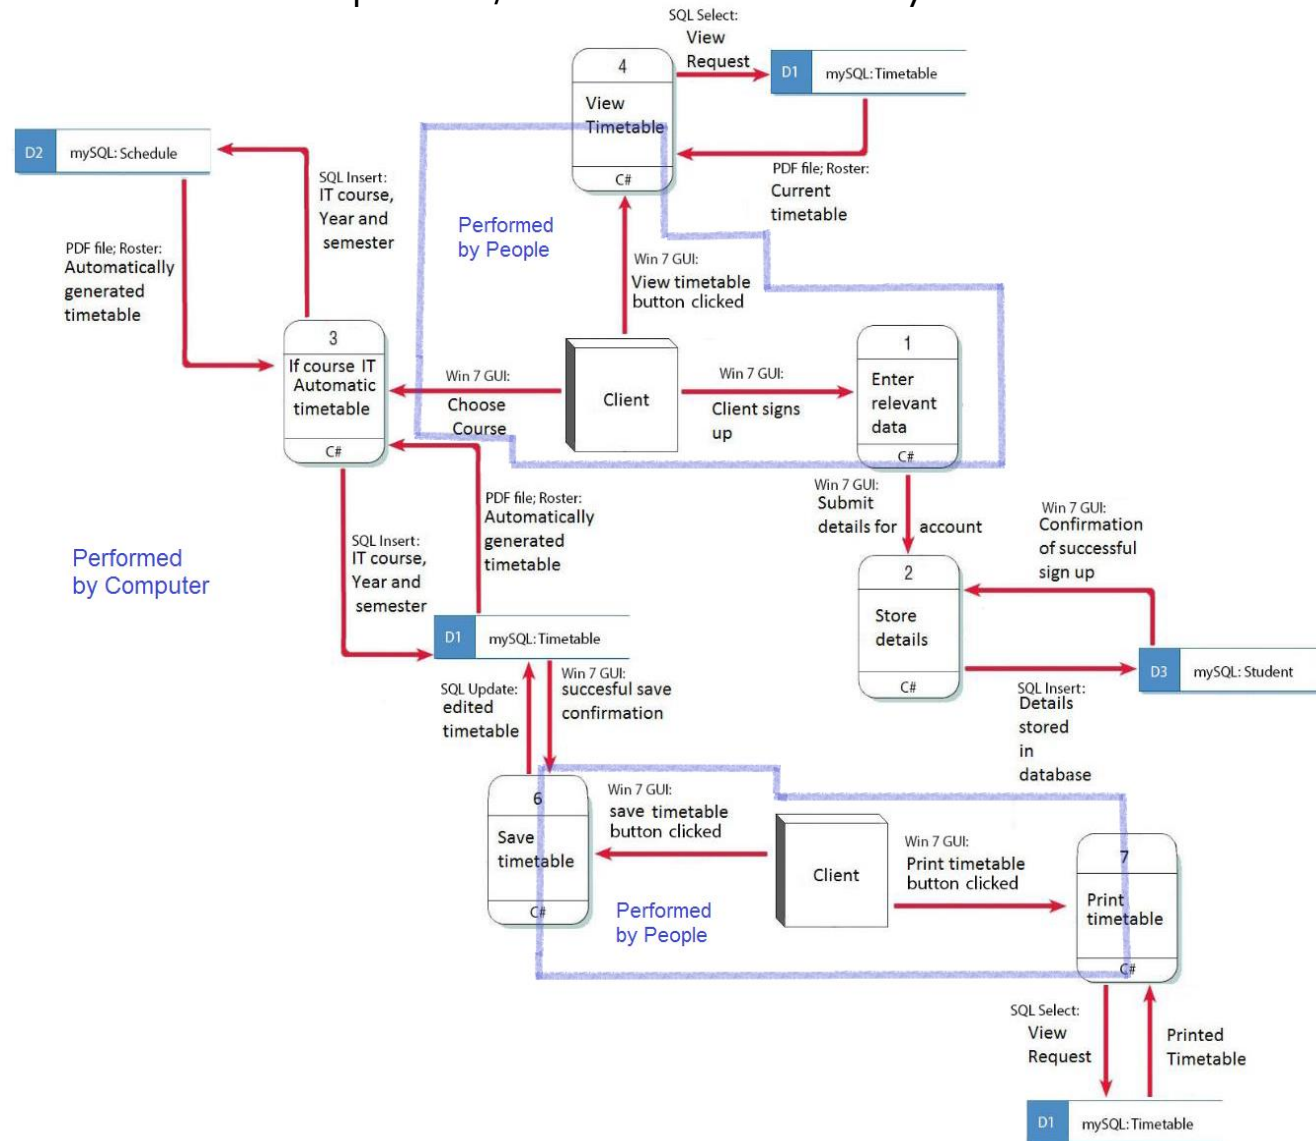 SQL Select:
View
Request
4
View
Timetable
C#
D1 mySQL:Timetable
PDF file; Roster:
Current
timetable
D2 mySQL:Schedule
SQL Insert:
IT course,
Year and
semester
PDF file; Roster:
Automatically
generated
timetable
Performed
by People
Win 7 GUI:
View timetable
button clicked
3
If course IT
Automatic
timetable
C#
Win 7 GUI:
Choose
Course
Client
Win 7 GUI:
Client signs
up
1
Enter
relevant
data
C#
Win 7 GUI:
Submit
details for account
PDF file; Roster:
Automatically
generated
timetable
SQL Insert:
IT course,
Year and
semester
Performed
by Computer
Win 7 GUI:
Confirmation
of successful
sign up
2
Store
details
C#
D3 mySQL:Student
SQL Insert:
Details
stored
in
database
D1 mySQL:Timetable
SQL Update:
edited
timetable
Win 7 GUI:
succesful save
confirmation
6
Save
timetable
C#
Win 7 GUI:
save timetable
button clicked
Client
Win 7 GUI:
Print timetable
button clicked
Performed
by People
7
Print
timetable
C#
SQL Select:
View
Request
Printed
Timetable
D1 mySQL:Timetable